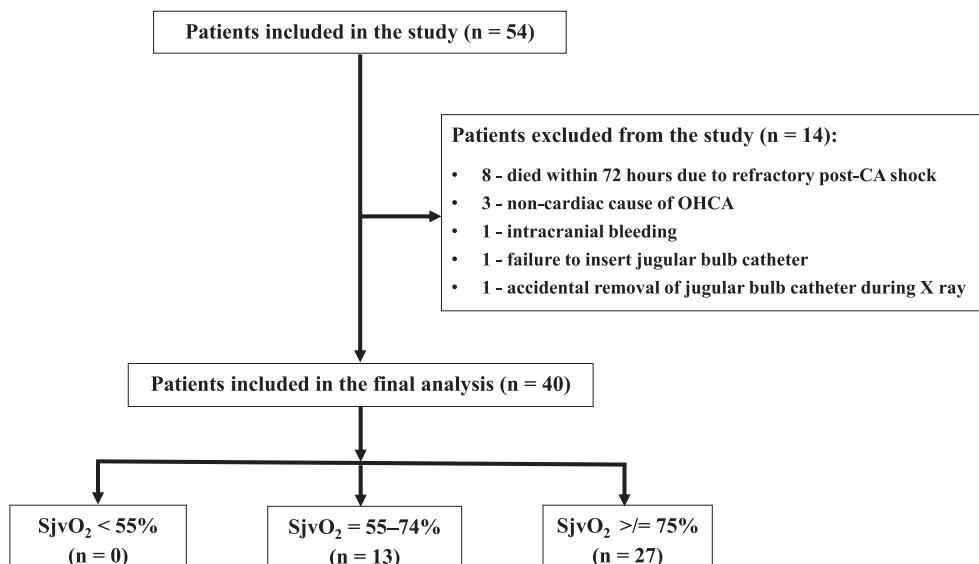 Patients included in the study (n = 54)
Patients excluded from the study (n = 14):
• 8 - died within 72 hours due to refractory post-CA shock
• 3 - non-cardiac cause of OHCA
• 1 - intracranial bleeding
• 1 - failure to insert jugular bulb catheter
• 1 - accidental removal of jugular bulb catheter during X ray
Patients included in the final analysis (n = 40)
SjvO₂ < 55%
(n = 0)
SjvO₂ = 55–74%
(n = 13)
SjvO₂ >/= 75%
(n = 27)